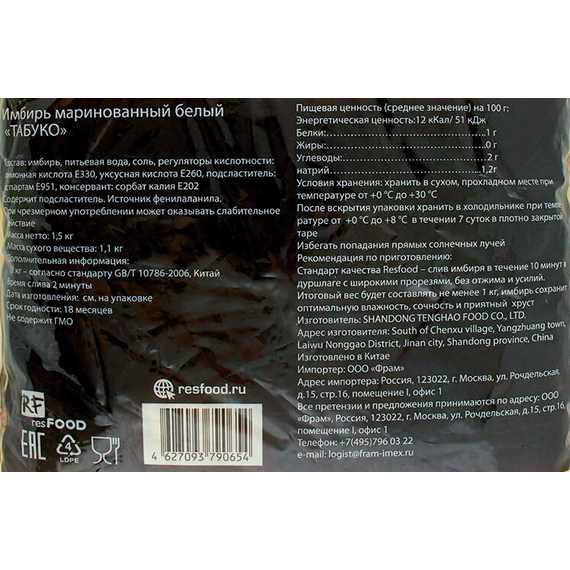 Имбирь маринованный белый
«ТАБУКО»
Состав: имбирь, питьевая вода, соль, регуляторы кислотности:
лимонная кислота Е330, уксусная кислота Е260, подсластитель:
аспартам Е951, консервант: сорбат калия Е202
Содержит подсластитель. Источник фенилаланила.
При чрезмерном употреблении может оказывать слабительное
действие
Масса нетто: 1,5 кг
Масса сухого вещества: 1,1 кг
Дополнительная информация:
кг – согласно стандарту GB/T 10786-2006, Китай
Время слива 2 минуты
Дата изготовления: см. на упаковке
Срок годности: 18 месяцев
Не содержит ГМО
resfood.ru
RF
resFOOD
EAC
4
LDPE
4 627093 790654
Пищевая ценность (среднее значение) на 100 г:
Энергетическая ценность:12 кКал/ 51 кДж
Белки:....................................1 г
Жиры:....................................0 г
Углеводы:....................................2 г
натрий....................................1,2г
Условия хранения: хранить в сухом, прохладном месте при
температуре от +0 °С до +30 °С
После вскрытия упаковки хранить в холодильнике при темпе-
ратуре от +0 °С до +8 °С в течении 7 суток в плотно закрытой
таре
Избегать попадания прямых солнечных лучей
Рекомендация по приготовлению:
Стандарт качества Resfood – слив имбиря в течение 10 минут в
дуршлаге с широкими прорезями, без отжима и усилий.
Итоговый вес будет составлять не менее 1 кг, имбирь сохранит
оптимальную влажность, сочность и приятный хруст
Изготовитель: SHANDONG TENGHAO FOOD CO., LTD.
Адрес изготовителя: South of Chenxu village, Yangzhuang town,
Laiwu Nonggao District, Jinan city, Shandong province, China
Изготовлено в Китае
Импортер: ООО «Фрам»
Адрес импортера: Россия, 123022, г. Москва, ул. Рочдельская,
д.15, стр.16, помещение I, офис 1
Все претензии и предложения принимаются по адресу: ООО
«Фрам», Россия, 123022, г. Москва, ул. Рочдельская, д.15, стр.16,
помещение I, офис 1
Телефон: +7(495)796 03 22
e-mail: logist@fram-imex.ru